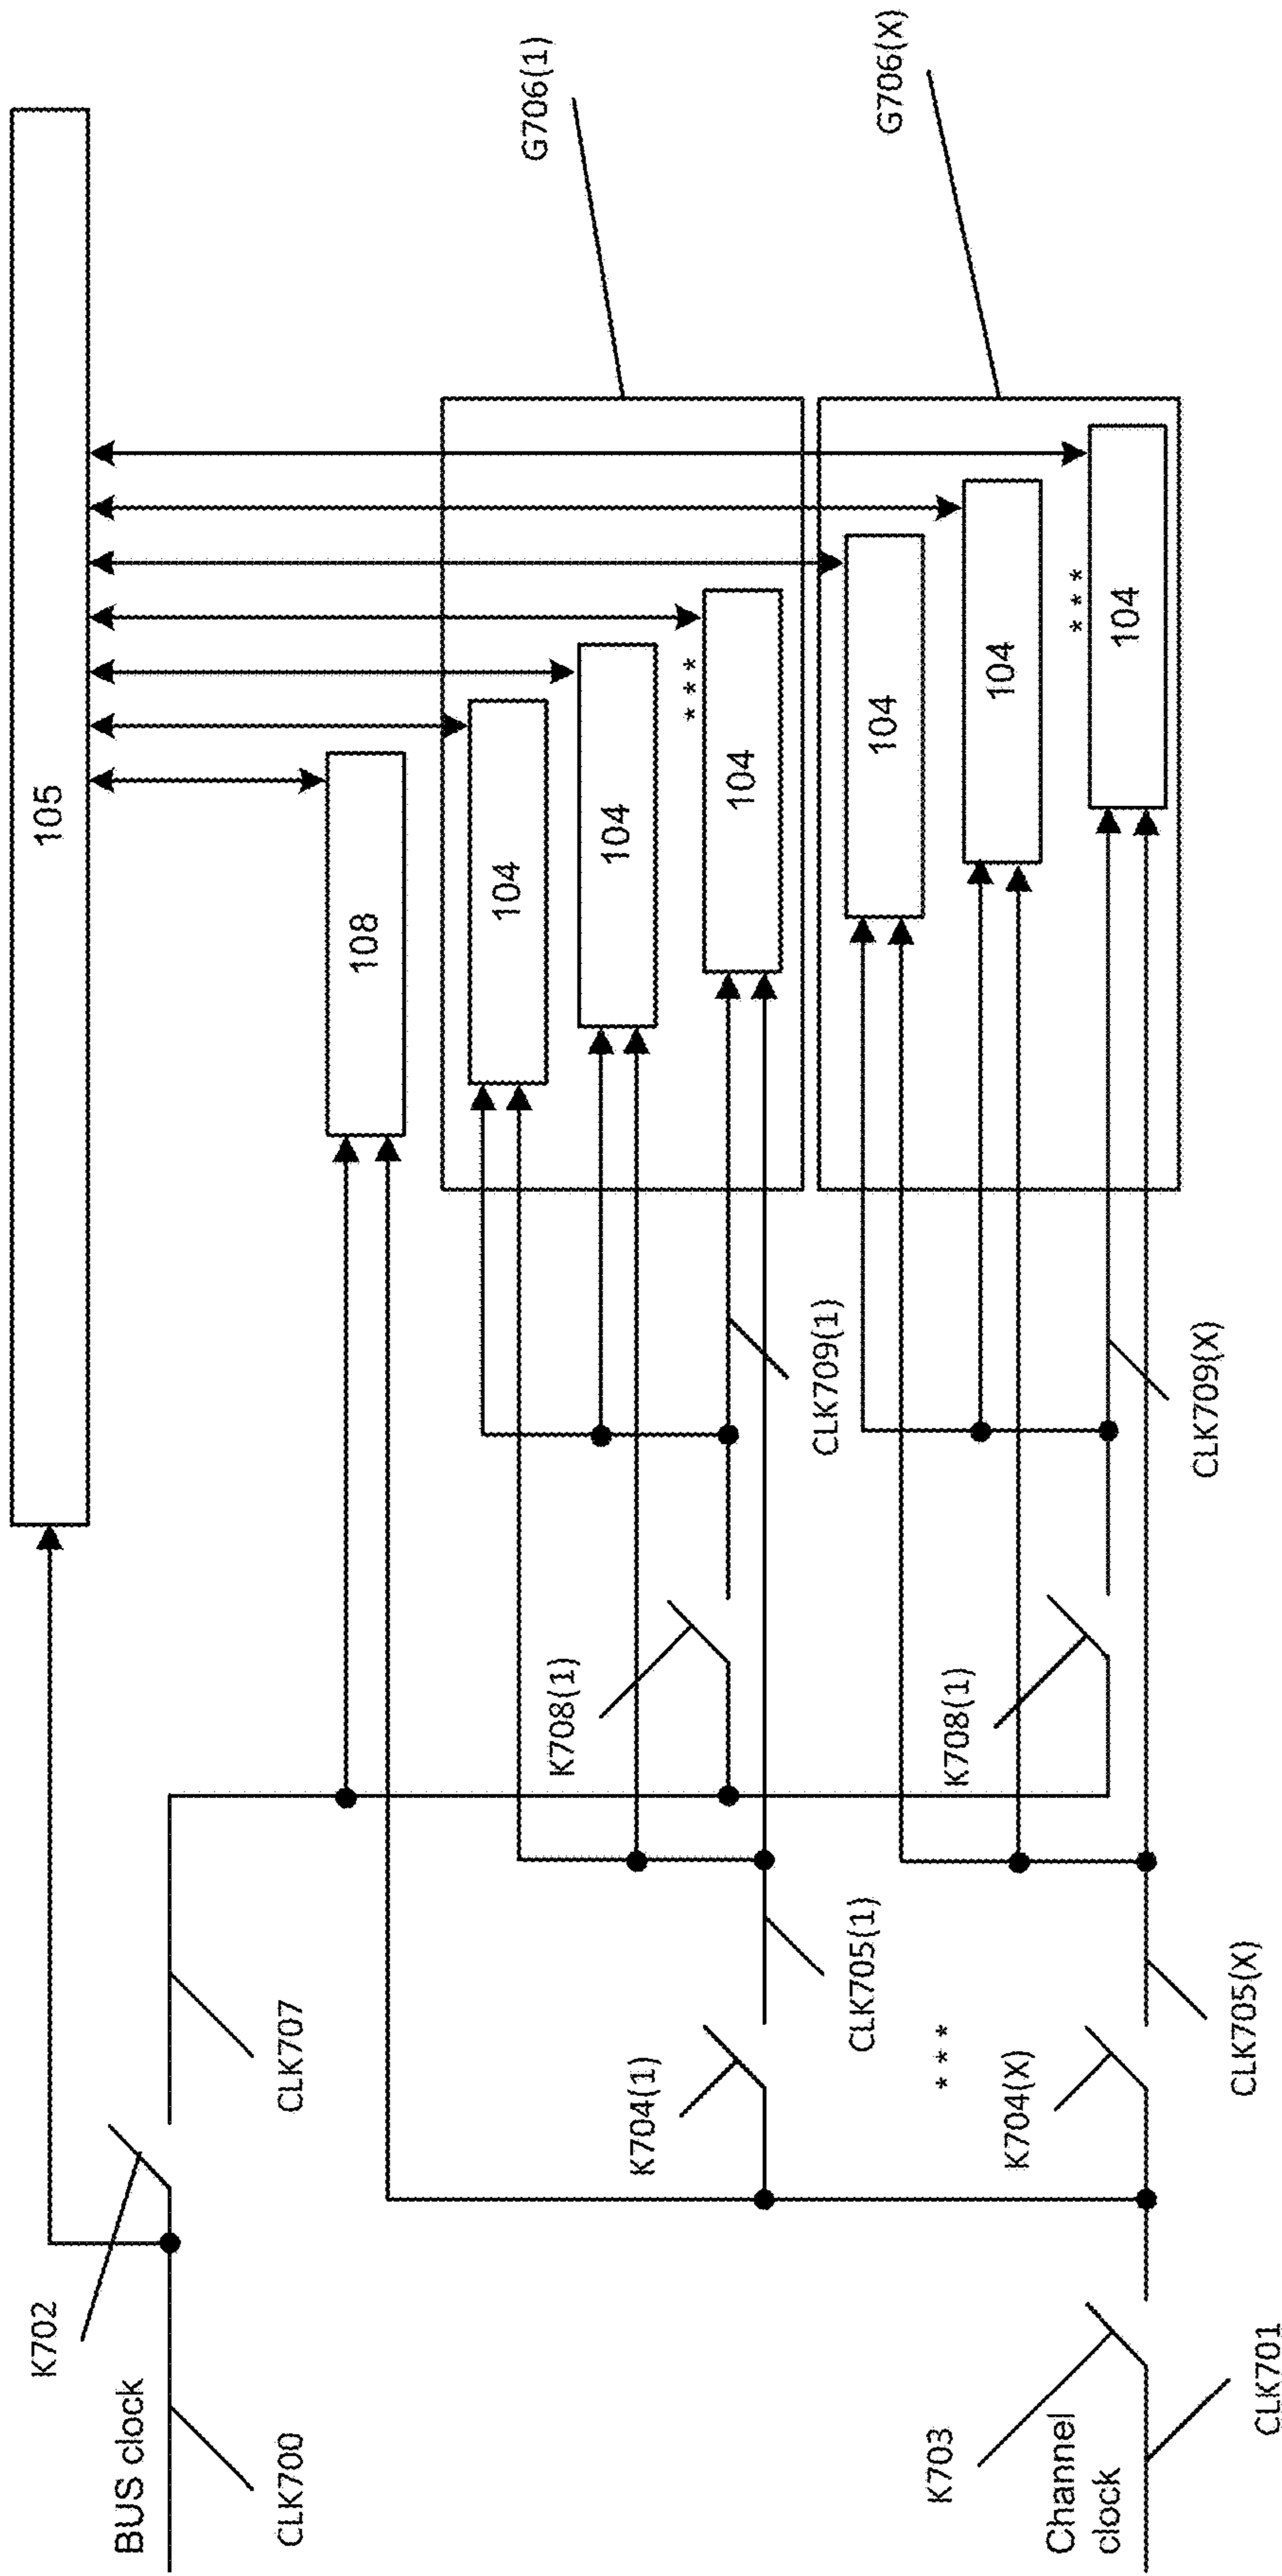 105
108
104
104
104
***
104
104
104
***
G706(1)
G706(X)
K702
BUS clock
CLK700
CLK707
K708(1)
CLK709(1)
K708(1)
CLK709(X)
K704(1)
CLK705(1)
***
K704(X)
CLK705(X)
K703
Channel
clock
CLK701